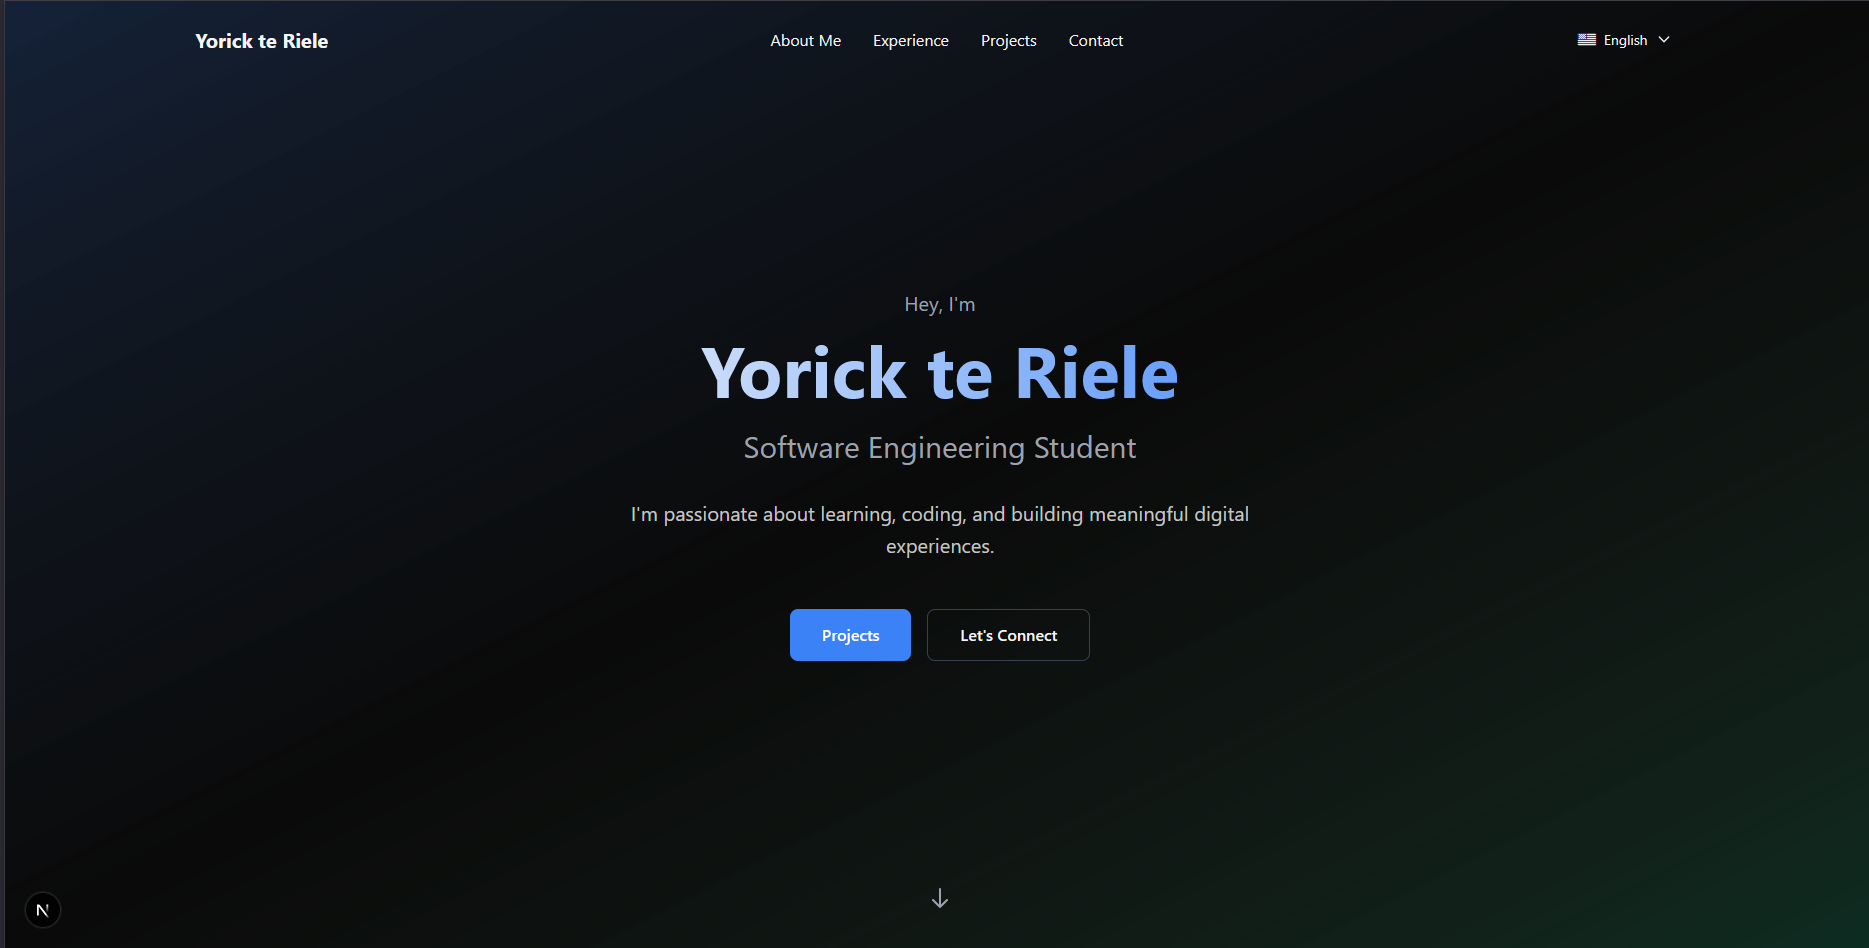 Yorick te Riele
About Me Experience Projects Contact
English
Hey, I'm
Yorick te Riele
Software Engineering Student
I'm passionate about learning, coding, and building meaningful digital
experiences.
Projects Let's Connect
N